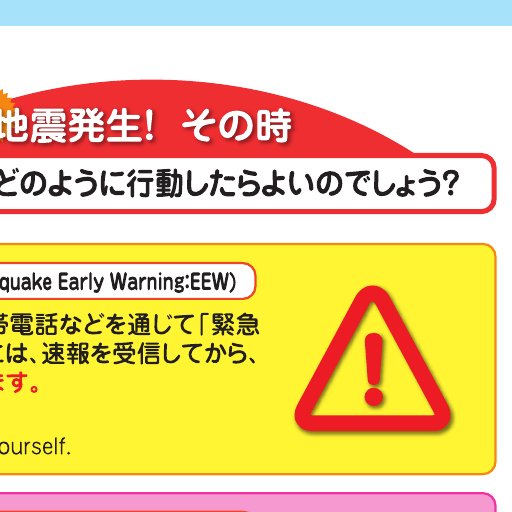 地震発生! その時
どのように行動したらよいのでしょう?
quake Early Warning:EEW)
帯電話などを通じて「緊急
には、速報を受信してから、
ます。
ourself.